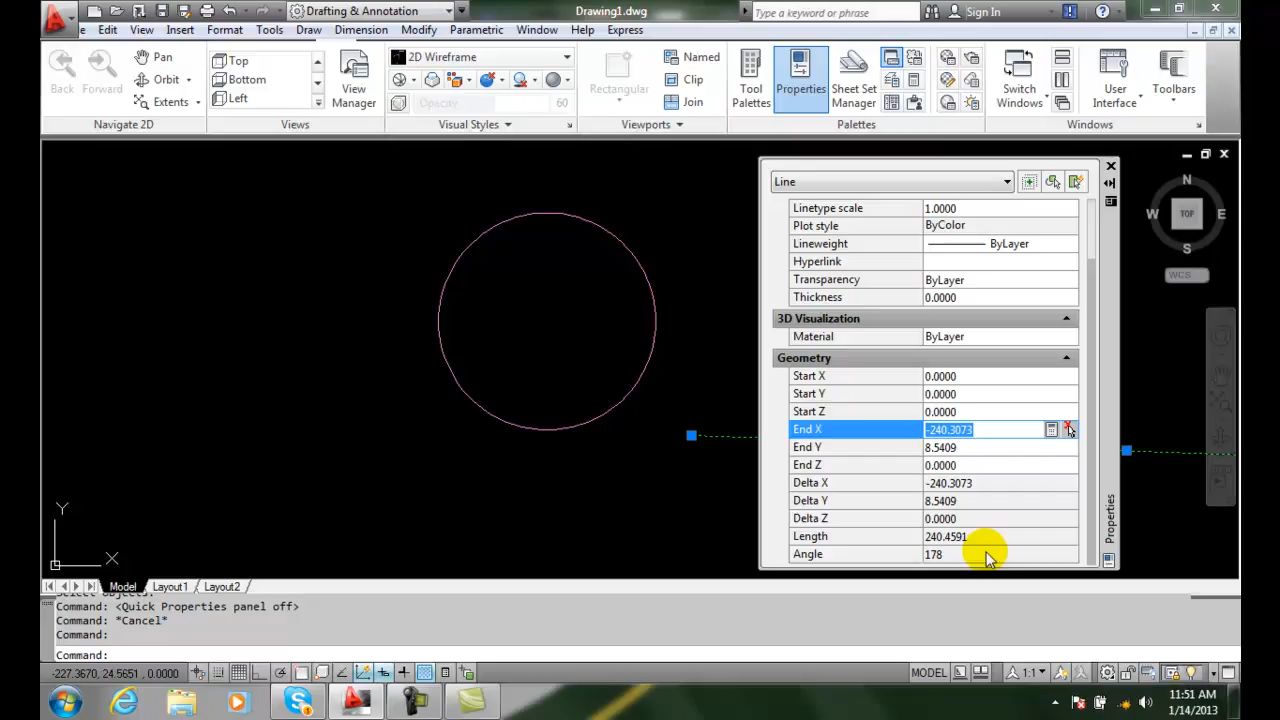 Drafting & Annotation
Drawing1.dwg
Type a keyword or phrase
Sign In
Edit View Insert Format Tools Draw Dimension Modify Parametric Window Help Express
Back
Forward
Pan
Orbit
Extents
Navigate 2D
Top
Bottom
Left
Views
View Manager
2D Wireframe
Opacity 60
Visual Styles
Rectangular
Named
Clip
Join
Viewports
Tool Palettes
Properties
Sheet Set Manager
Palettes
Switch Windows
Windows
User Interface
Toolbars
Line
Linetype scale 1.0000
Plot style ByColor
Lineweight ByLayer
Hyperlink
Transparency ByLayer
Thickness 0.0000
3D Visualization
Material ByLayer
Geometry
Start X 0.0000
Start Y 0.0000
Start Z 0.0000
End X -240.3073
End Y 8.5409
End Z 0.0000
Delta X -240.3073
Delta Y 8.5409
Delta Z 0.0000
Length 240.4591
Angle 178
Properties
N
W TOP E
S
WCS
Y
X
Model Layout1 Layout2
Select objects:
Command: <Quick Properties panel off>
Command: *Cancel*
Command:
Command:
-227.3670, 24.5651, 0.0000
MODEL
1:1
11:51 AM
1/14/2013